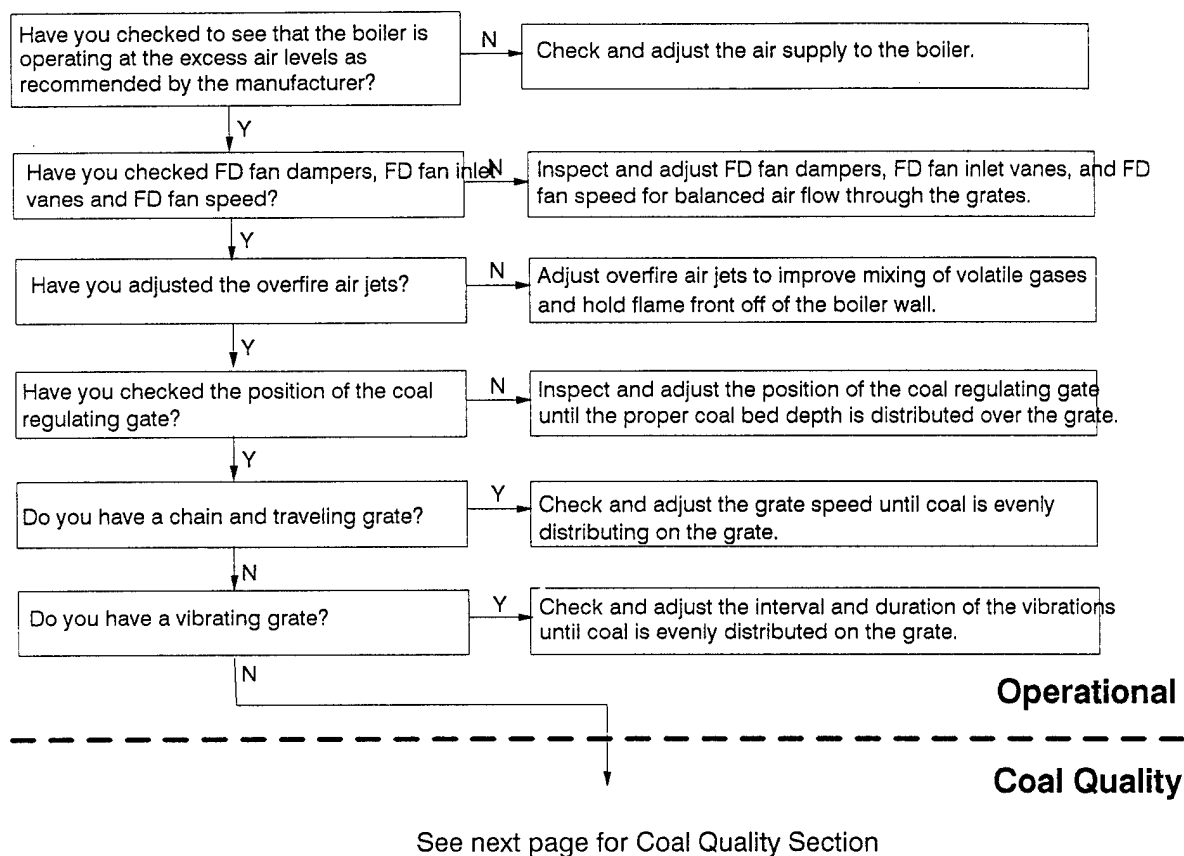 Have you checked to see that the boiler is
operating at the excess air levels as
recommended by the manufacturer?
N
Check and adjust the air supply to the boiler.
Y
Have you checked FD fan dampers, FD fan inlet
vanes and FD fan speed?
N
Inspect and adjust FD fan dampers, FD fan inlet vanes, and FD
fan speed for balanced air flow through the grates.
Y
Have you adjusted the overfire air jets?
N
Adjust overfire air jets to improve mixing of volatile gases
and hold flame front off of the boiler wall.
Y
Have you checked the position of the coal
regulating gate?
N
Inspect and adjust the position of the coal regulating gate
until the proper coal bed depth is distributed over the grate.
Y
Do you have a chain and traveling grate?
Y
Check and adjust the grate speed until coal is evenly
distributing on the grate.
N
Do you have a vibrating grate?
Y
Check and adjust the interval and duration of the vibrations
until coal is evenly distributed on the grate.
N
Operational
Coal Quality
See next page for Coal Quality Section